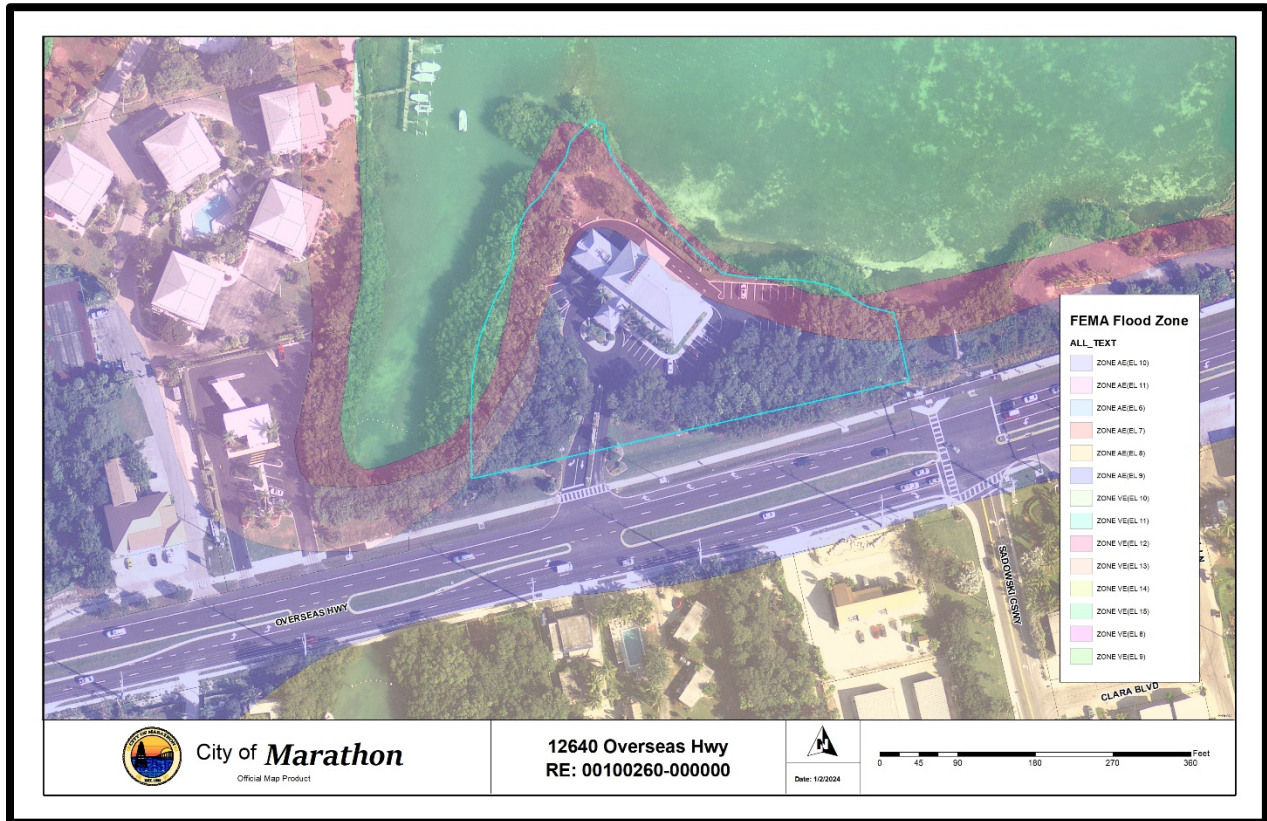 FEMA Flood Zone
ALL_TEXT
ZONE AE(EL 10)
ZONE AE(EL 11)
ZONE AE(EL 6)
ZONE AE(EL 7)
ZONE AE(EL 8)
ZONE AE(EL 9)
ZONE VE(EL 10)
ZONE VE(EL 11)
ZONE VE(EL 12)
ZONE VE(EL 13)
ZONE VE(EL 14)
ZONE VE(EL 15)
ZONE VE(EL 8)
ZONE VE(EL 9)
OVERSEAS HWY
SADOWSKI CSWY
CLARA BLVD
CITY OF MARATHON
City of Marathon
Official Map Product
12640 Overseas Hwy
RE: 00100260-000000
N
Date: 1/2/2024
Feet
0 45 90 180 270 360